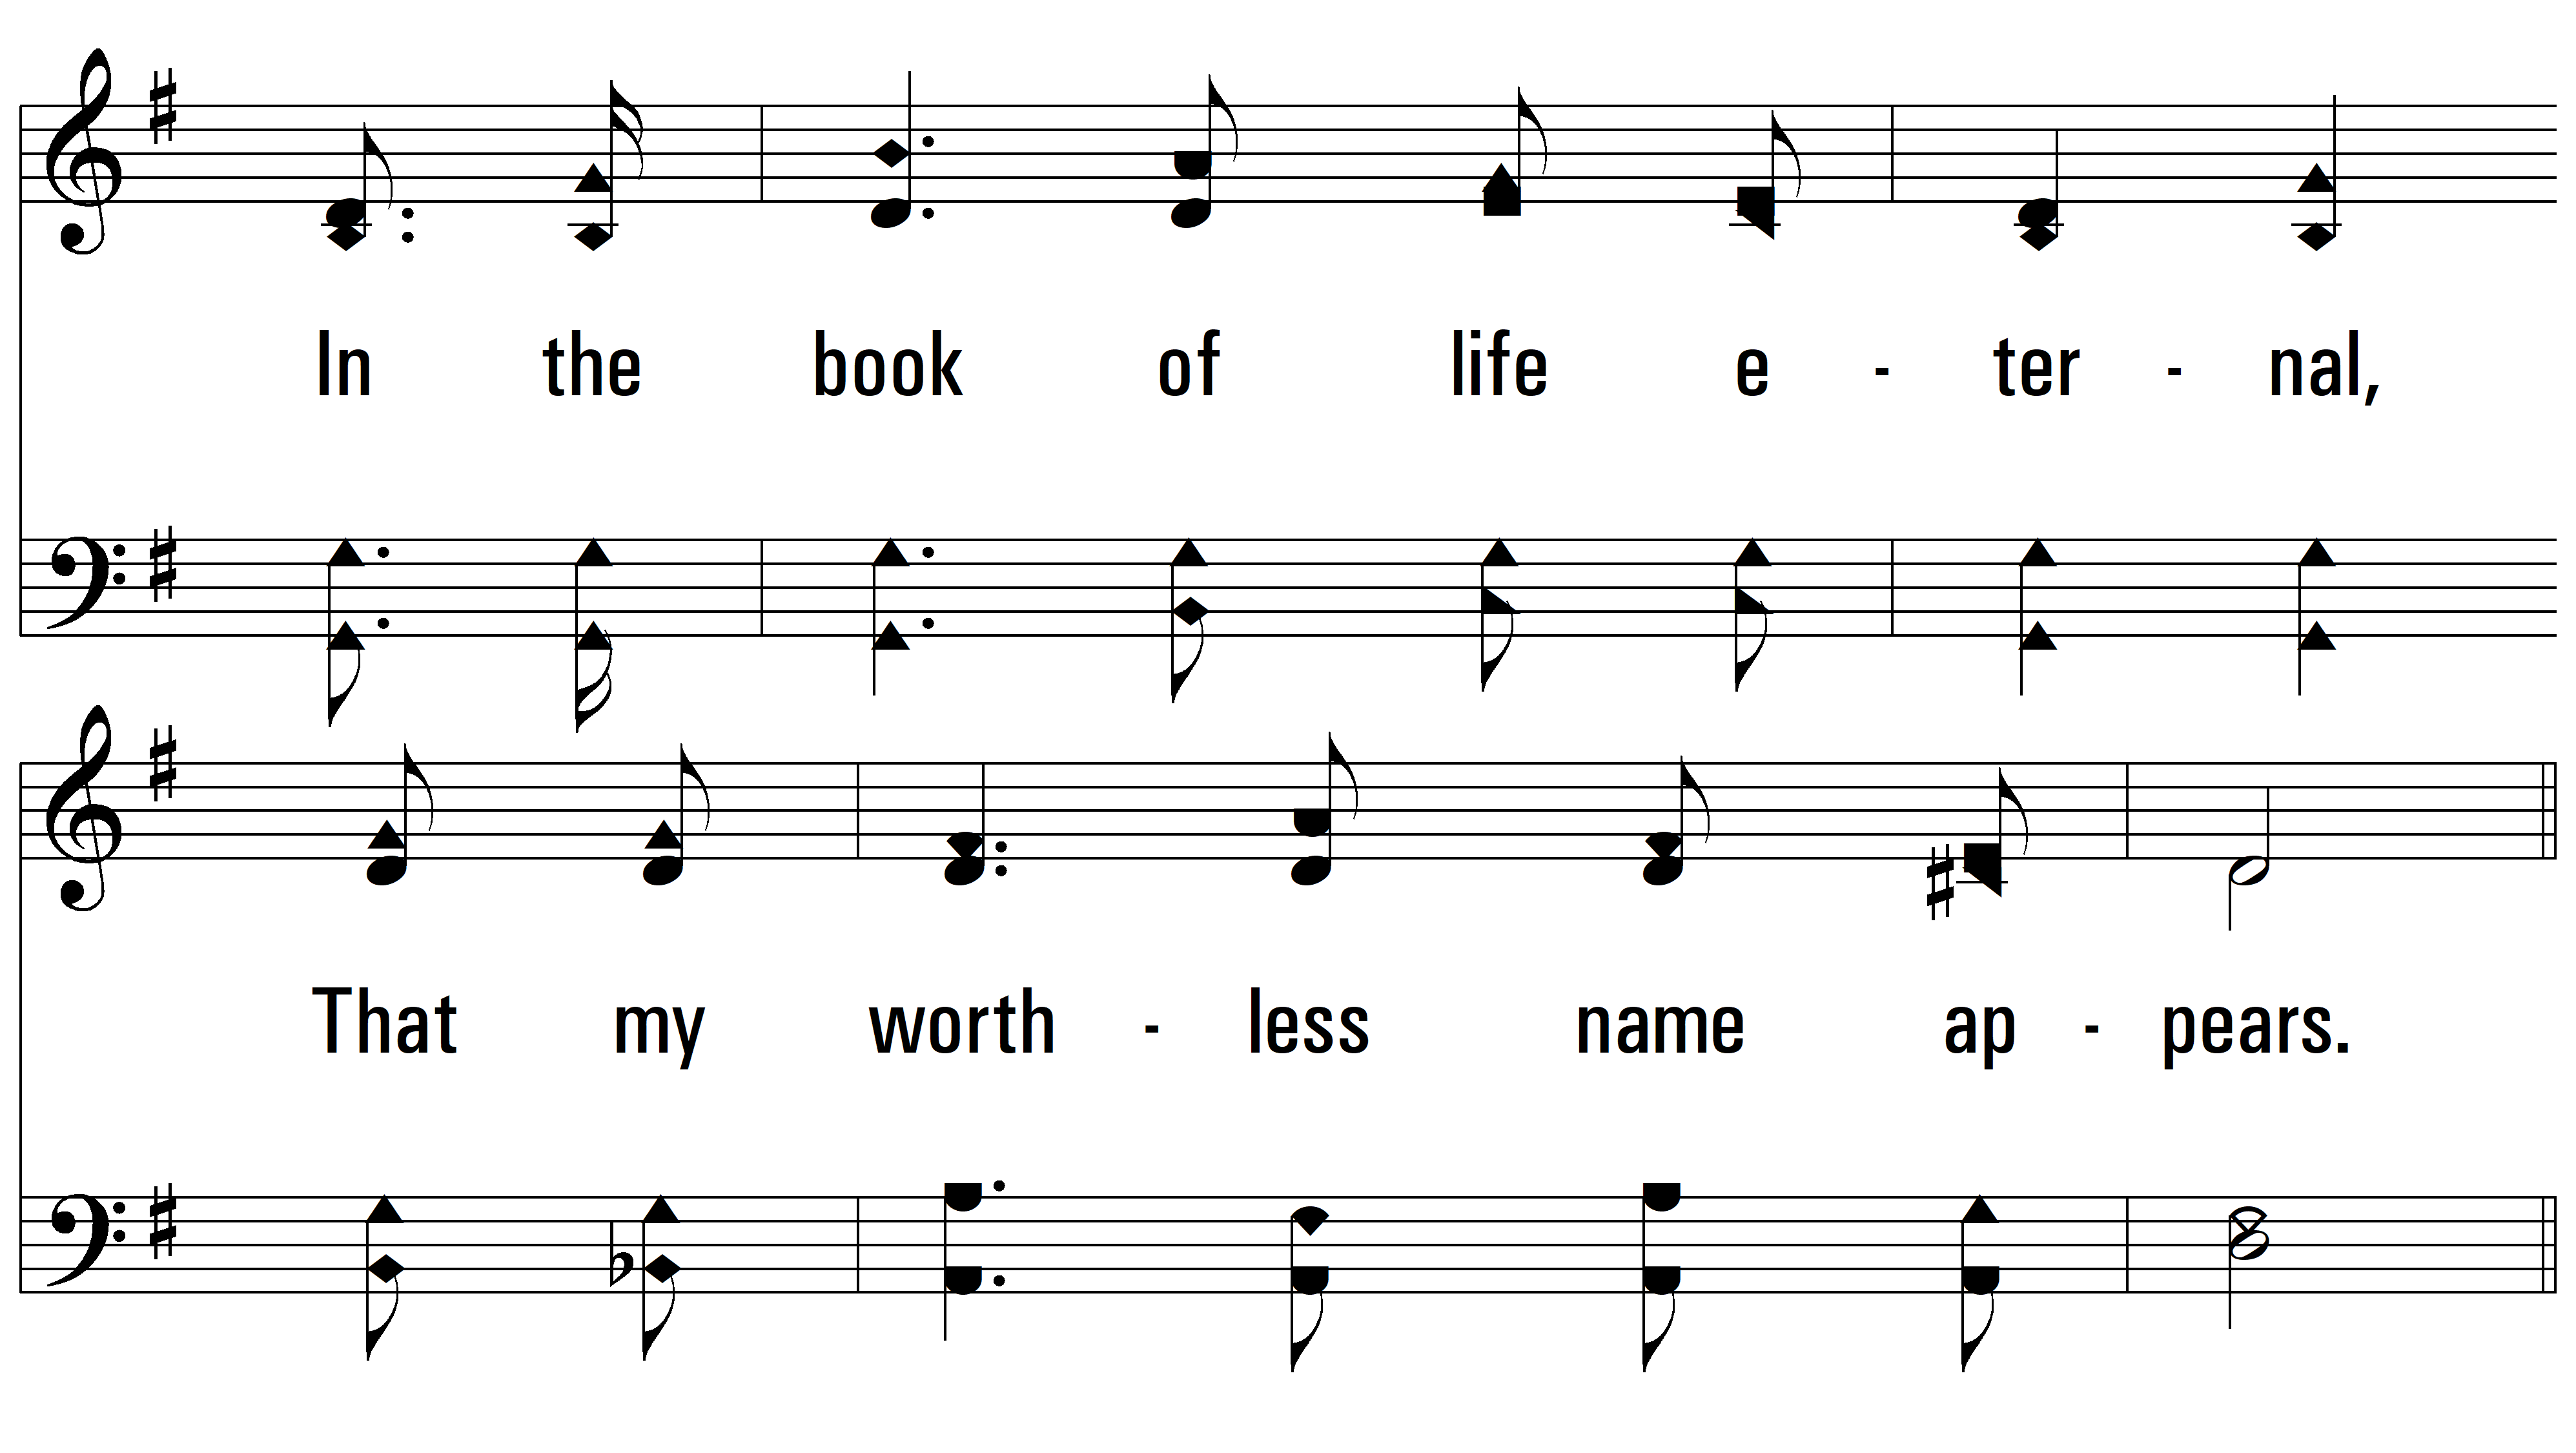 In the book of life e - ter - nal,
That my worth - less name ap - pears.